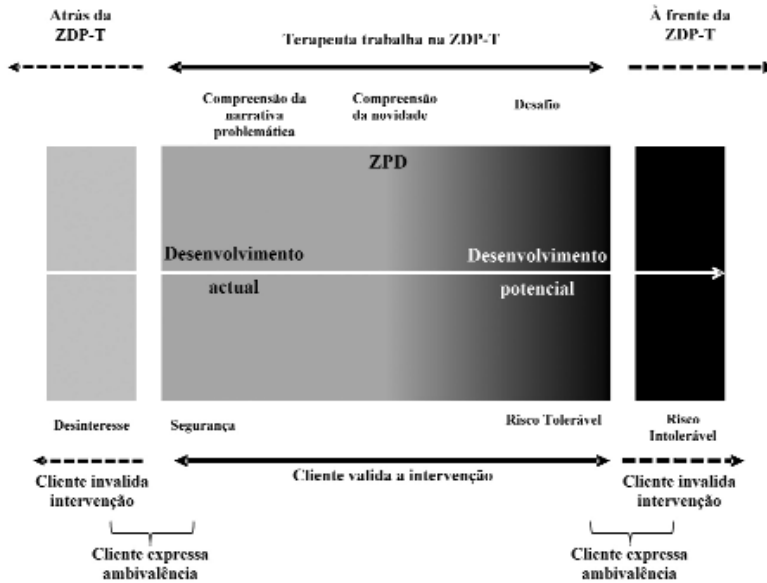 Atrás da
ZDP-T
Terapeuta trabalha na ZDP-T
À frente da
ZDP-T
Compreensão da
narrativa
problemática
Compreensão
da novidade
Desafio
ZPD
Desenvolvimento
actual
Desenvolvimento
potencial
Desinteresse
Segurança
Risco Tolerável
Risco
Intolerável
Cliente invalida
intervenção
Cliente valida a intervenção
Cliente invalida
intervenção
Cliente expressa
ambivalência
Cliente expressa
ambivalência